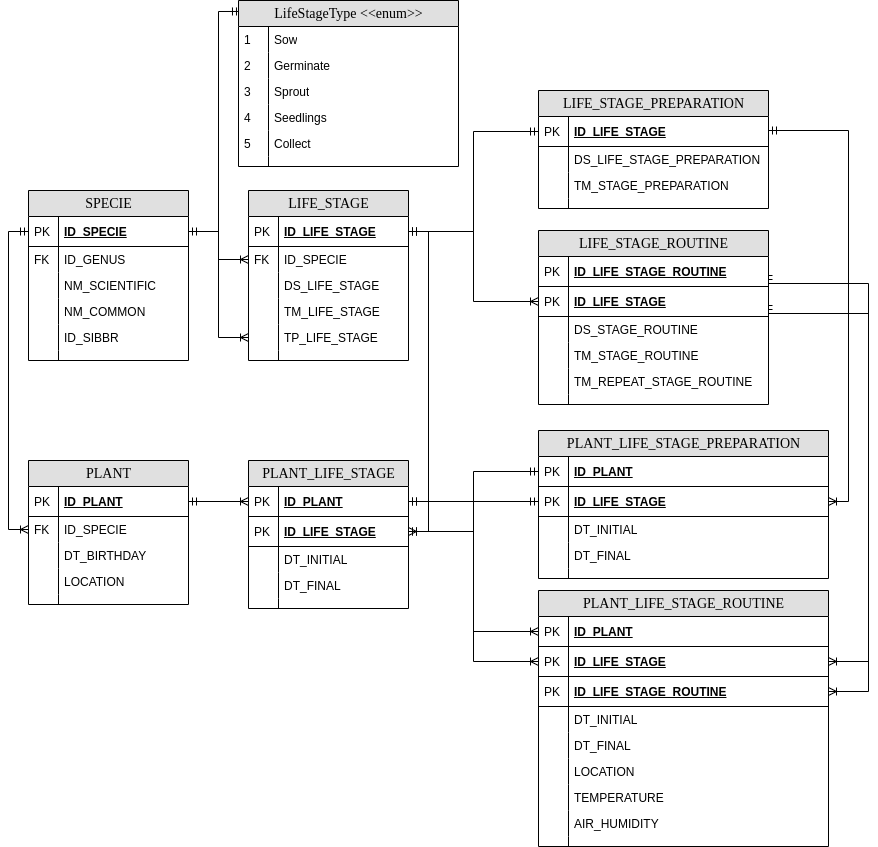 LifeStageType <<enum>>
1 Sow
2 Germinate
3 Sprout
4 Seedlings
5 Collect
SPECIE
PK ID_SPECIE
FK ID_GENUS
NM_SCIENTIFIC
NM_COMMON
ID_SIBBR
LIFE_STAGE
PK ID_LIFE_STAGE
FK ID_SPECIE
DS_LIFE_STAGE
TM_LIFE_STAGE
TP_LIFE_STAGE
LIFE_STAGE_PREPARATION
PK ID_LIFE_STAGE
DS_LIFE_STAGE_PREPARATION
TM_STAGE_PREPARATION
LIFE_STAGE_ROUTINE
PK ID_LIFE_STAGE_ROUTINE
PK ID_LIFE_STAGE
DS_STAGE_ROUTINE
TM_STAGE_ROUTINE
TM_REPEAT_STAGE_ROUTINE
PLANT
PK ID_PLANT
FK ID_SPECIE
DT_BIRTHDAY
LOCATION
PLANT_LIFE_STAGE
PK ID_PLANT
PK ID_LIFE_STAGE
DT_INITIAL
DT_FINAL
PLANT_LIFE_STAGE_PREPARATION
PK ID_PLANT
PK ID_LIFE_STAGE
DT_INITIAL
DT_FINAL
PLANT_LIFE_STAGE_ROUTINE
PK ID_PLANT
PK ID_LIFE_STAGE
PK ID_LIFE_STAGE_ROUTINE
DT_INITIAL
DT_FINAL
LOCATION
TEMPERATURE
AIR_HUMIDITY